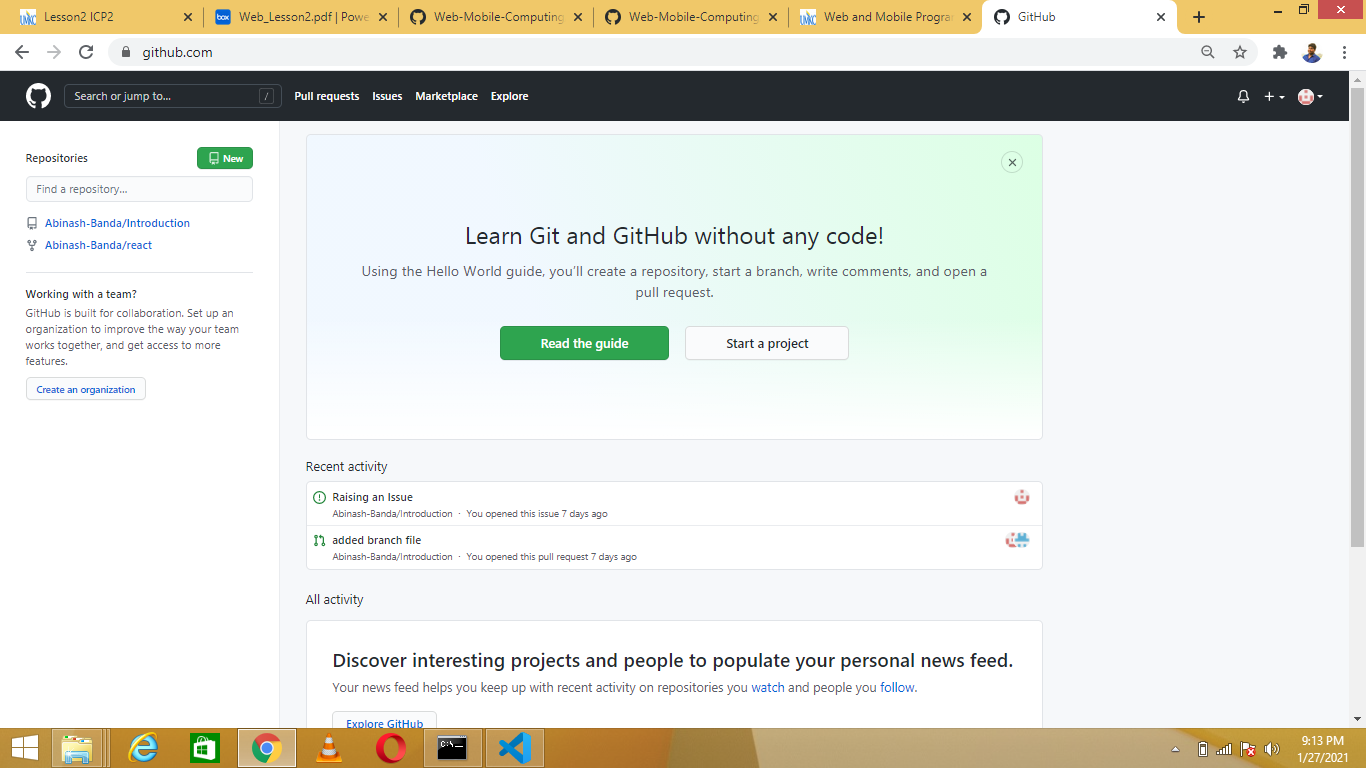 Lesson2 ICP2
box
Web_Lesson2.pdf | Powe
Web-Mobile-Computing
Web-Mobile-Computing
Web and Mobile Progra
GitHub
github.com
Search or jump to...
/
Pull requests
Issues
Marketplace
Explore
Repositories
New
Find a repository...
Abinash-Banda/Introduction
Abinash-Banda/react
Working with a team?
GitHub is built for collaboration. Set up an
organization to improve the way your team
works together, and get access to more
features.
Create an organization
Learn Git and GitHub without any code!
Using the Hello World guide, you’ll create a repository, start a branch, write comments, and open a
pull request.
Read the guide
Start a project
Recent activity
Raising an Issue
Abinash-Banda/Introduction · You opened this issue 7 days ago
added branch file
Abinash-Banda/Introduction · You opened this pull request 7 days ago
All activity
Discover interesting projects and people to populate your personal news feed.
Your news feed helps you keep up with recent activity on repositories you watch and people you follow.
Explore GitHub
9:13 PM
1/27/2021